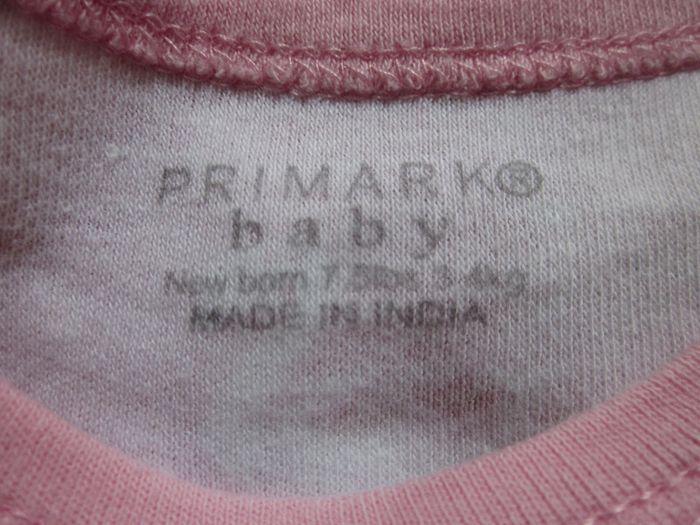 PRIMARK®
baby
New born 7.5lbs 3.4kg
MADE IN INDIA